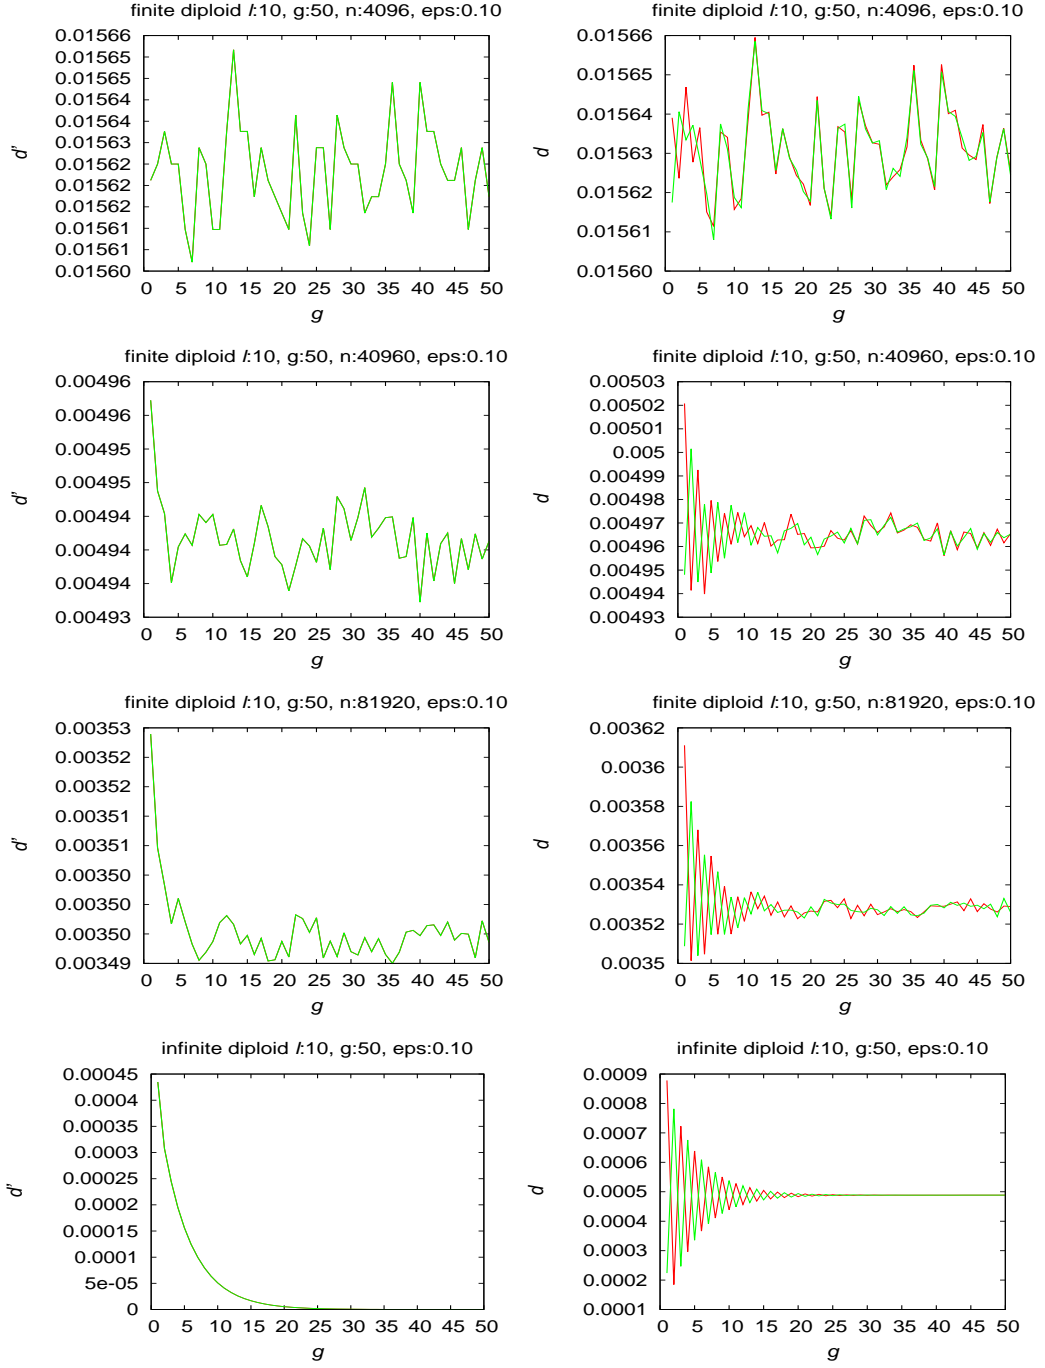 finite diploid l:10, g:50, n:4096, eps:0.10
0.01566
0.01565
0.01565
0.01564
0.01564
0.01563
0.01563
0.01562
0.01562
0.01562
0.01561
0.01561
0.01560
d'
0 5 10 15 20 25 30 35 40 45 50
g
finite diploid l:10, g:50, n:4096, eps:0.10
0.01566
0.01565
0.01564
0.01563
0.01562
0.01561
0.01560
d
0 5 10 15 20 25 30 35 40 45 50
g
finite diploid l:10, g:50, n:40960, eps:0.10
0.00496
0.00496
0.00495
0.00495
0.00494
0.00494
0.00494
0.00493
d'
0 5 10 15 20 25 30 35 40 45 50
g
finite diploid l:10, g:50, n:40960, eps:0.10
0.00503
0.00502
0.00501
0.005
0.00499
0.00498
0.00497
0.00496
0.00495
0.00494
0.00493
d
0 5 10 15 20 25 30 35 40 45 50
g
finite diploid l:10, g:50, n:81920, eps:0.10
0.00353
0.00352
0.00352
0.00351
0.00351
0.00350
0.00350
0.00350
0.00349
d'
0 5 10 15 20 25 30 35 40 45 50
g
finite diploid l:10, g:50, n:81920, eps:0.10
0.00362
0.0036
0.00358
0.00356
0.00354
0.00352
0.0035
d
0 5 10 15 20 25 30 35 40 45 50
g
infinite diploid l:10, g:50, eps:0.10
0.00045
0.0004
0.00035
0.0003
0.00025
0.0002
0.00015
0.0001
5e-05
0
d'
0 5 10 15 20 25 30 35 40 45 50
g
infinite diploid l:10, g:50, eps:0.10
0.0009
0.0008
0.0007
0.0006
0.0005
0.0004
0.0003
0.0002
0.0001
d
0 5 10 15 20 25 30 35 40 45 50
g